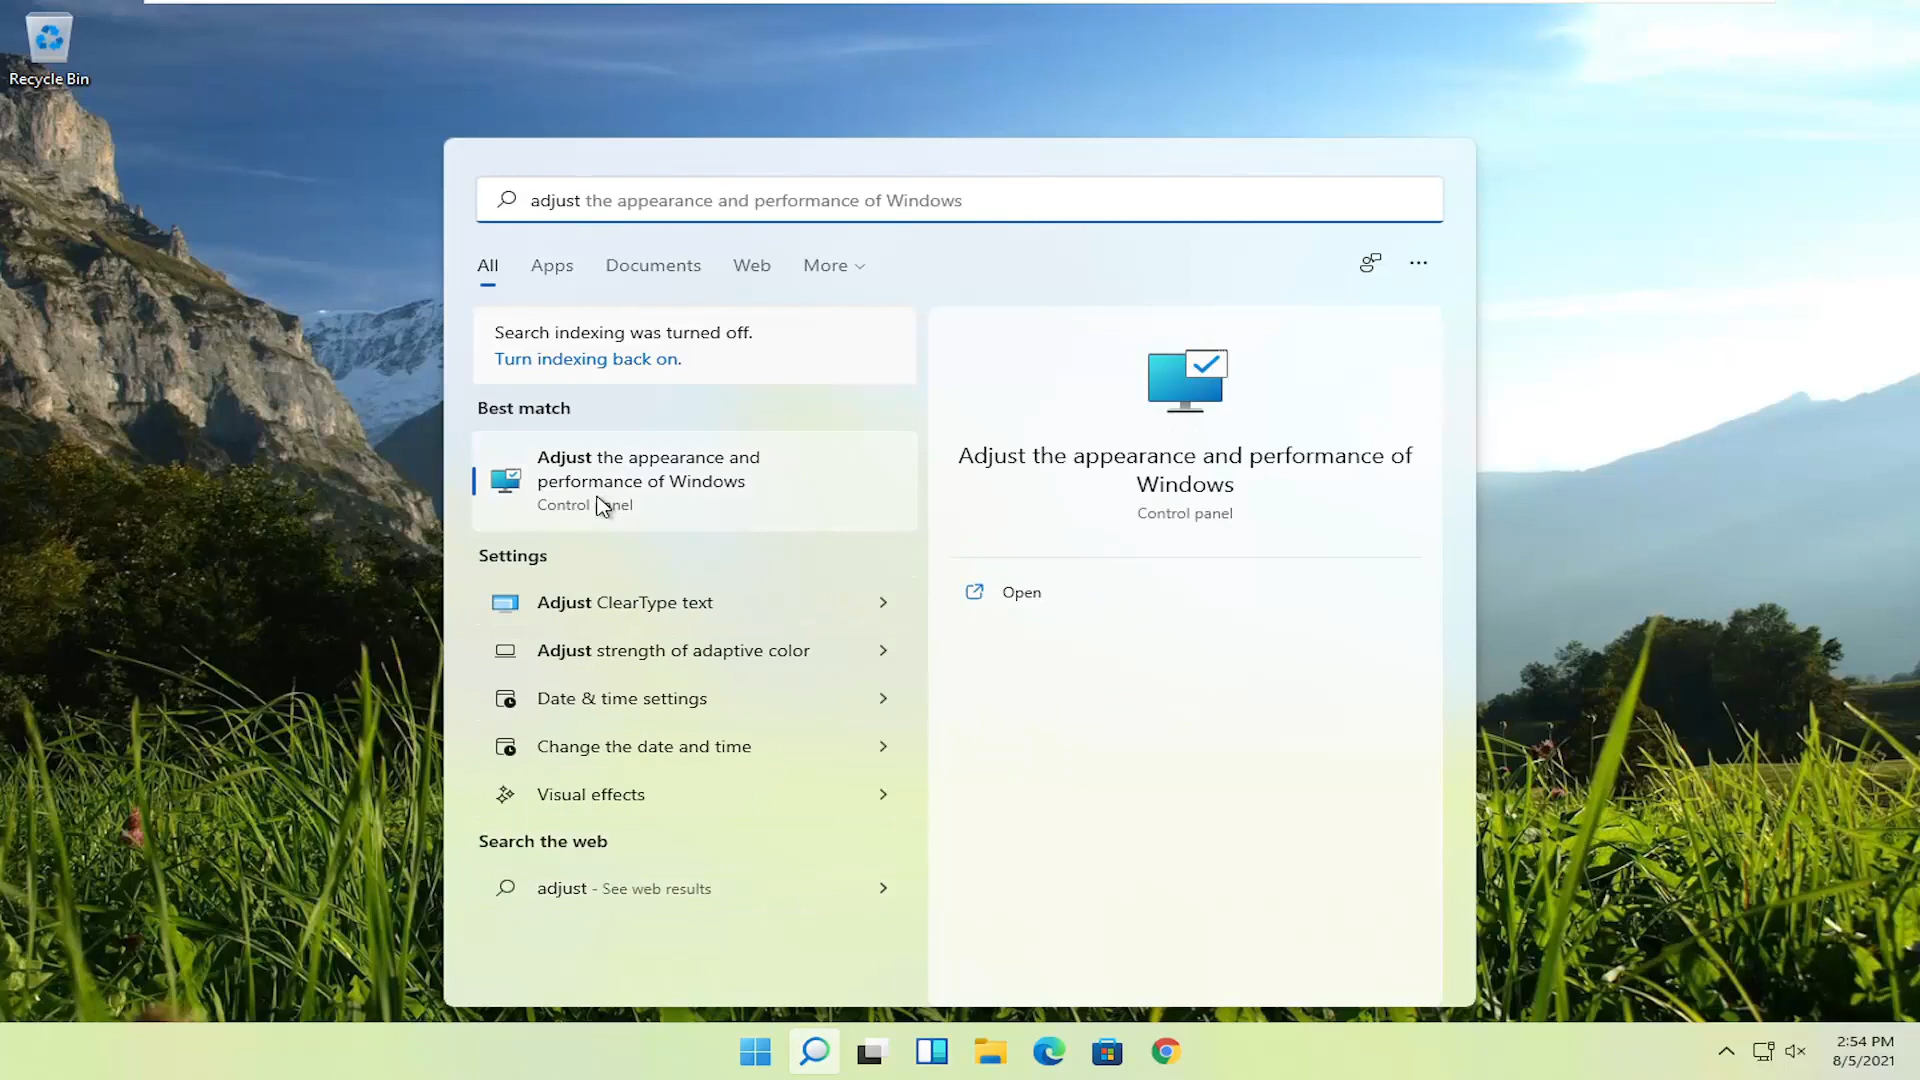 Recycle Bin
adjust the appearance and performance of Windows
All Apps Documents Web More
Search indexing was turned off.
Turn indexing back on.
Best match
Adjust the appearance and
performance of Windows
Control panel
Settings
Adjust ClearType text
Adjust strength of adaptive color
Date & time settings
Change the date and time
Visual effects
Search the web
adjust - See web results
Adjust the appearance and performance of
Windows
Control panel
Open
2:54 PM
8/5/2021